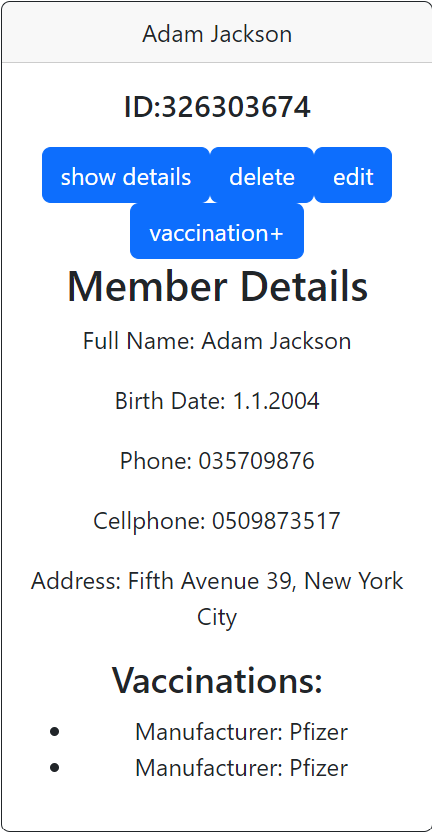 Adam Jackson
ID:326303674
show details delete edit
vaccination+
Member Details
Full Name: Adam Jackson
Birth Date: 1.1.2004
Phone: 035709876
Cellphone: 0509873517
Address: Fifth Avenue 39, New York
City
Vaccinations:
• Manufacturer: Pfizer
• Manufacturer: Pfizer